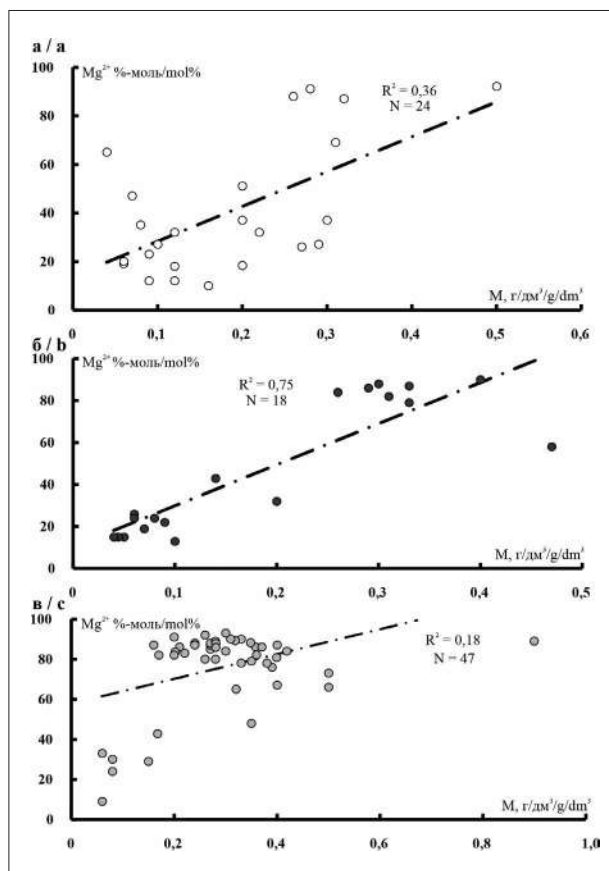 а / a
Mg²⁺ %-моль/mol%
100
80
60
40
20
0
R² = 0,36
N = 24
М, г/дм³/g/dm³
0
0,1
0,2
0,3
0,4
0,5
0,6
б / b
Mg²⁺ %-моль/mol%
100
80
60
40
20
0
R² = 0,75
N = 18
М, г/дм³/g/dm³
0
0,1
0,2
0,3
0,4
0,5
в / c
Mg²⁺ %-моль/mol%
100
80
60
40
20
0
R² = 0,18
N = 47
М, г/дм³/g/dm³
0
0,2
0,4
0,6
0,8
1,0